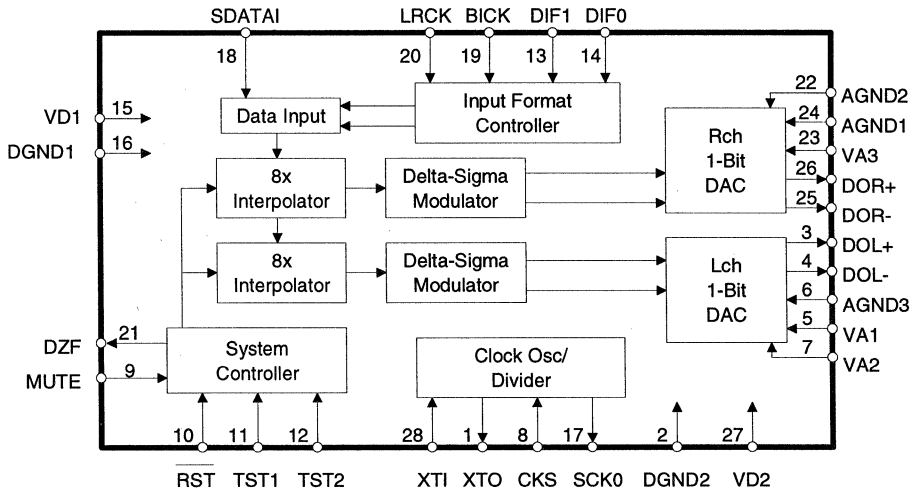 SDATAI LRCK BICK DIF1 DIF0
18 20 19 13 14
22 AGND2
VD1 15
Data Input
Input Format
Controller
24 AGND1
DGND1 16
Rch
1-Bit
DAC
23 VA3
26 DOR+
25 DOR-
8x
Interpolator
Delta-Sigma
Modulator
3 DOL+
8x
Interpolator
Delta-Sigma
Modulator
Lch
1-Bit
DAC
4 DOL-
6 AGND3
5 VA1
7 VA2
DZF 21
MUTE 9
System
Controller
Clock Osc/
Divider
10 11 12 28 1 8 17 2 27
RST TST1 TST2 XTI XTO CKS SCK0 DGND2 VD2